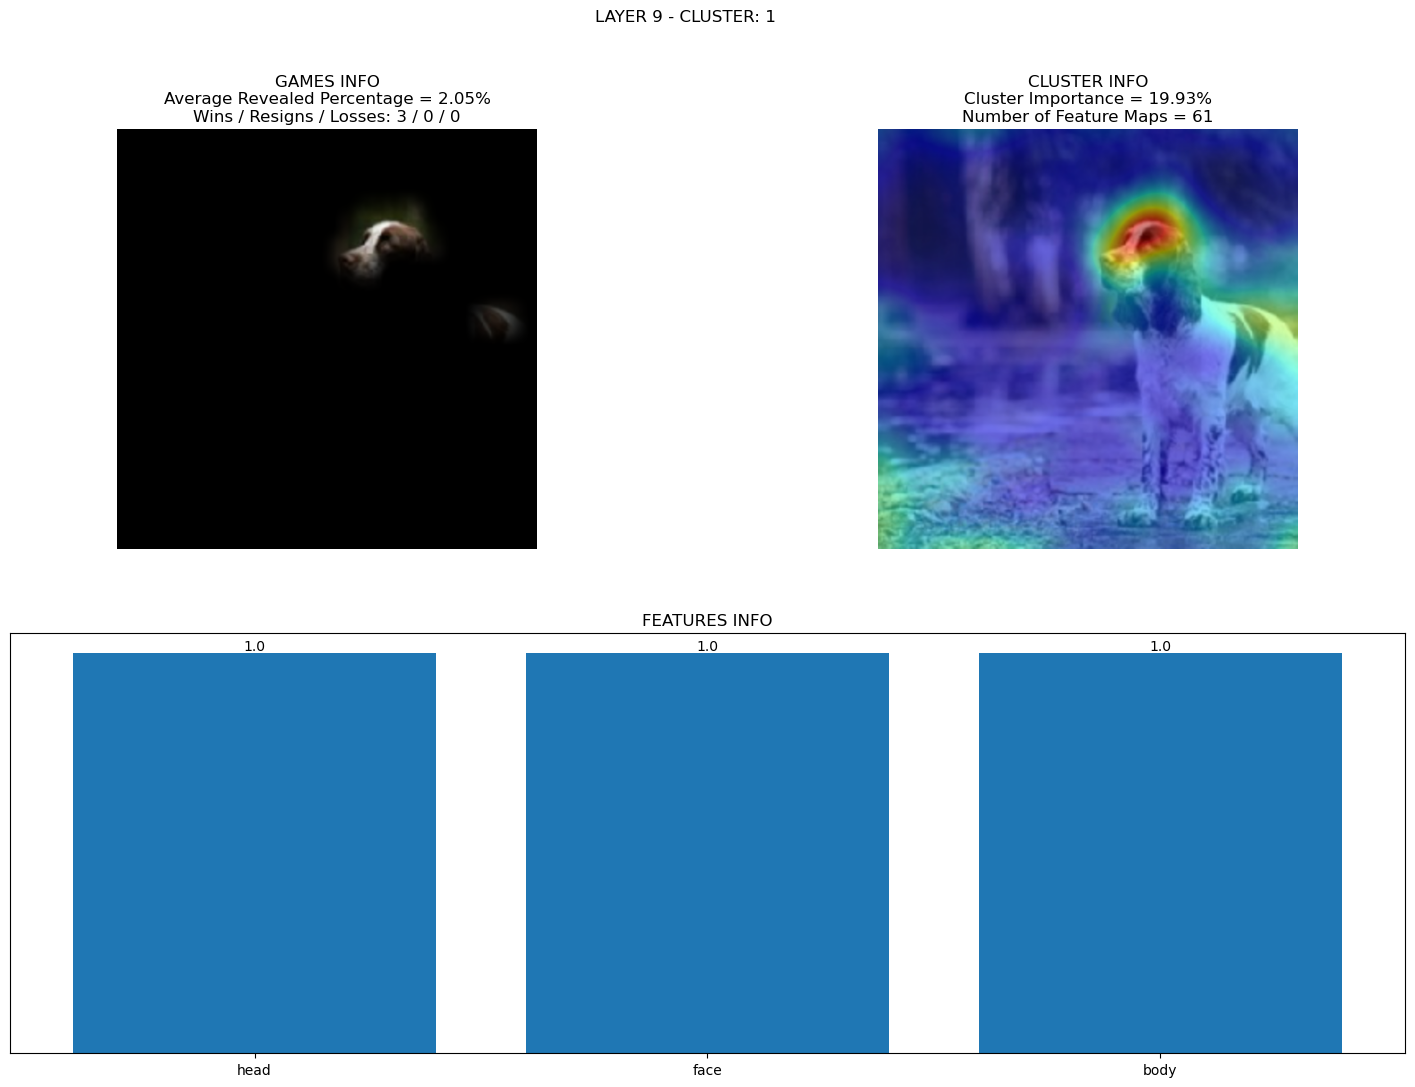 LAYER 9 - CLUSTER: 1
GAMES INFO
Average Revealed Percentage = 2.05%
Wins / Resigns / Losses: 3 / 0 / 0
CLUSTER INFO
Cluster Importance = 19.93%
Number of Feature Maps = 61
FEATURES INFO
1.0 1.0 1.0
head face body